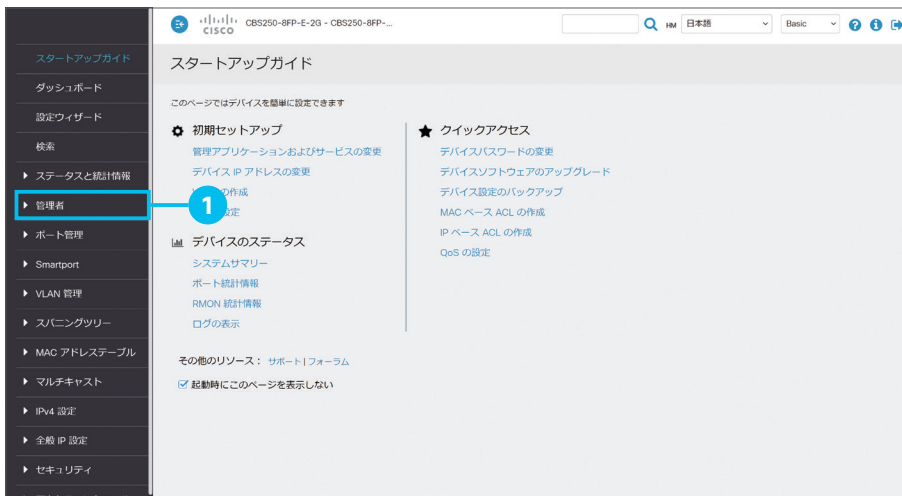 CISCO
CBS250-8FP-E-2G - CBS250-8FP-...
HM
日本語
Basic
スタートアップガイド
ダッシュボード
設定ウィザード
検索
ステータスと統計情報
管理者
ポート管理
Smartport
VLAN 管理
スパニングツリー
MAC アドレステーブル
マルチキャスト
IPv4 設定
全般 IP 設定
セキュリティ
1
スタートアップガイド
このページではデバイスを簡単に設定できます
初期セットアップ
管理アプリケーションおよびサービスの変更
デバイス IP アドレスの変更
の作成
設定
デバイスのステータス
システムサマリー
ポート統計情報
RMON 統計情報
ログの表示
クイックアクセス
デバイスパスワードの変更
デバイスソフトウェアのアップグレード
デバイス設定のバックアップ
MAC ベース ACL の作成
IP ベース ACL の作成
QoS の設定
その他のリソース： サポート | フォーラム
起動時にこのページを表示しない